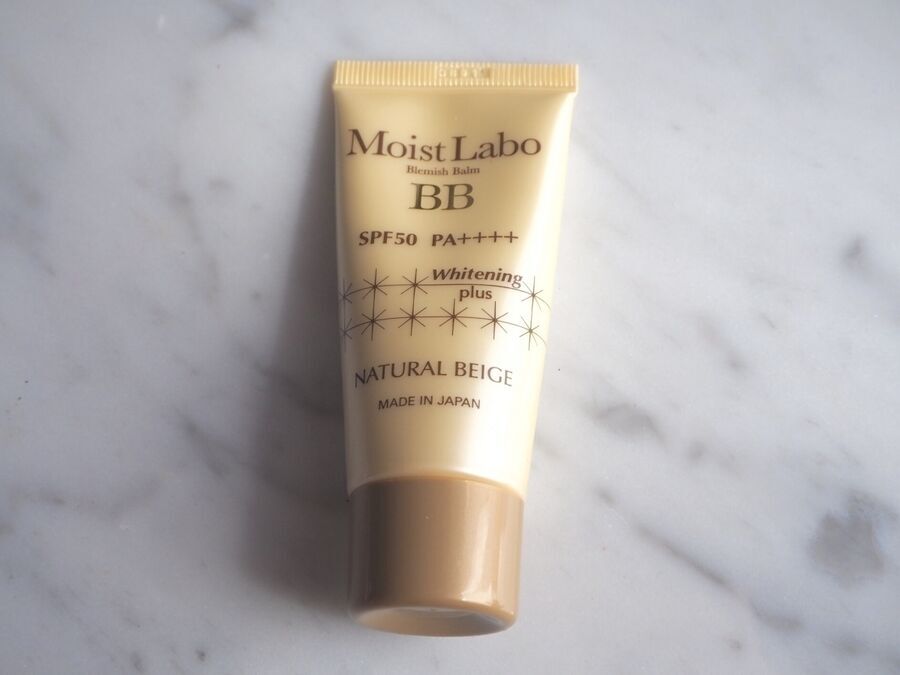 Moist Labo
Blemish Balm
BB
SPF50 PA++++
Whitening
plus
NATURAL BEIGE
MADE IN JAPAN